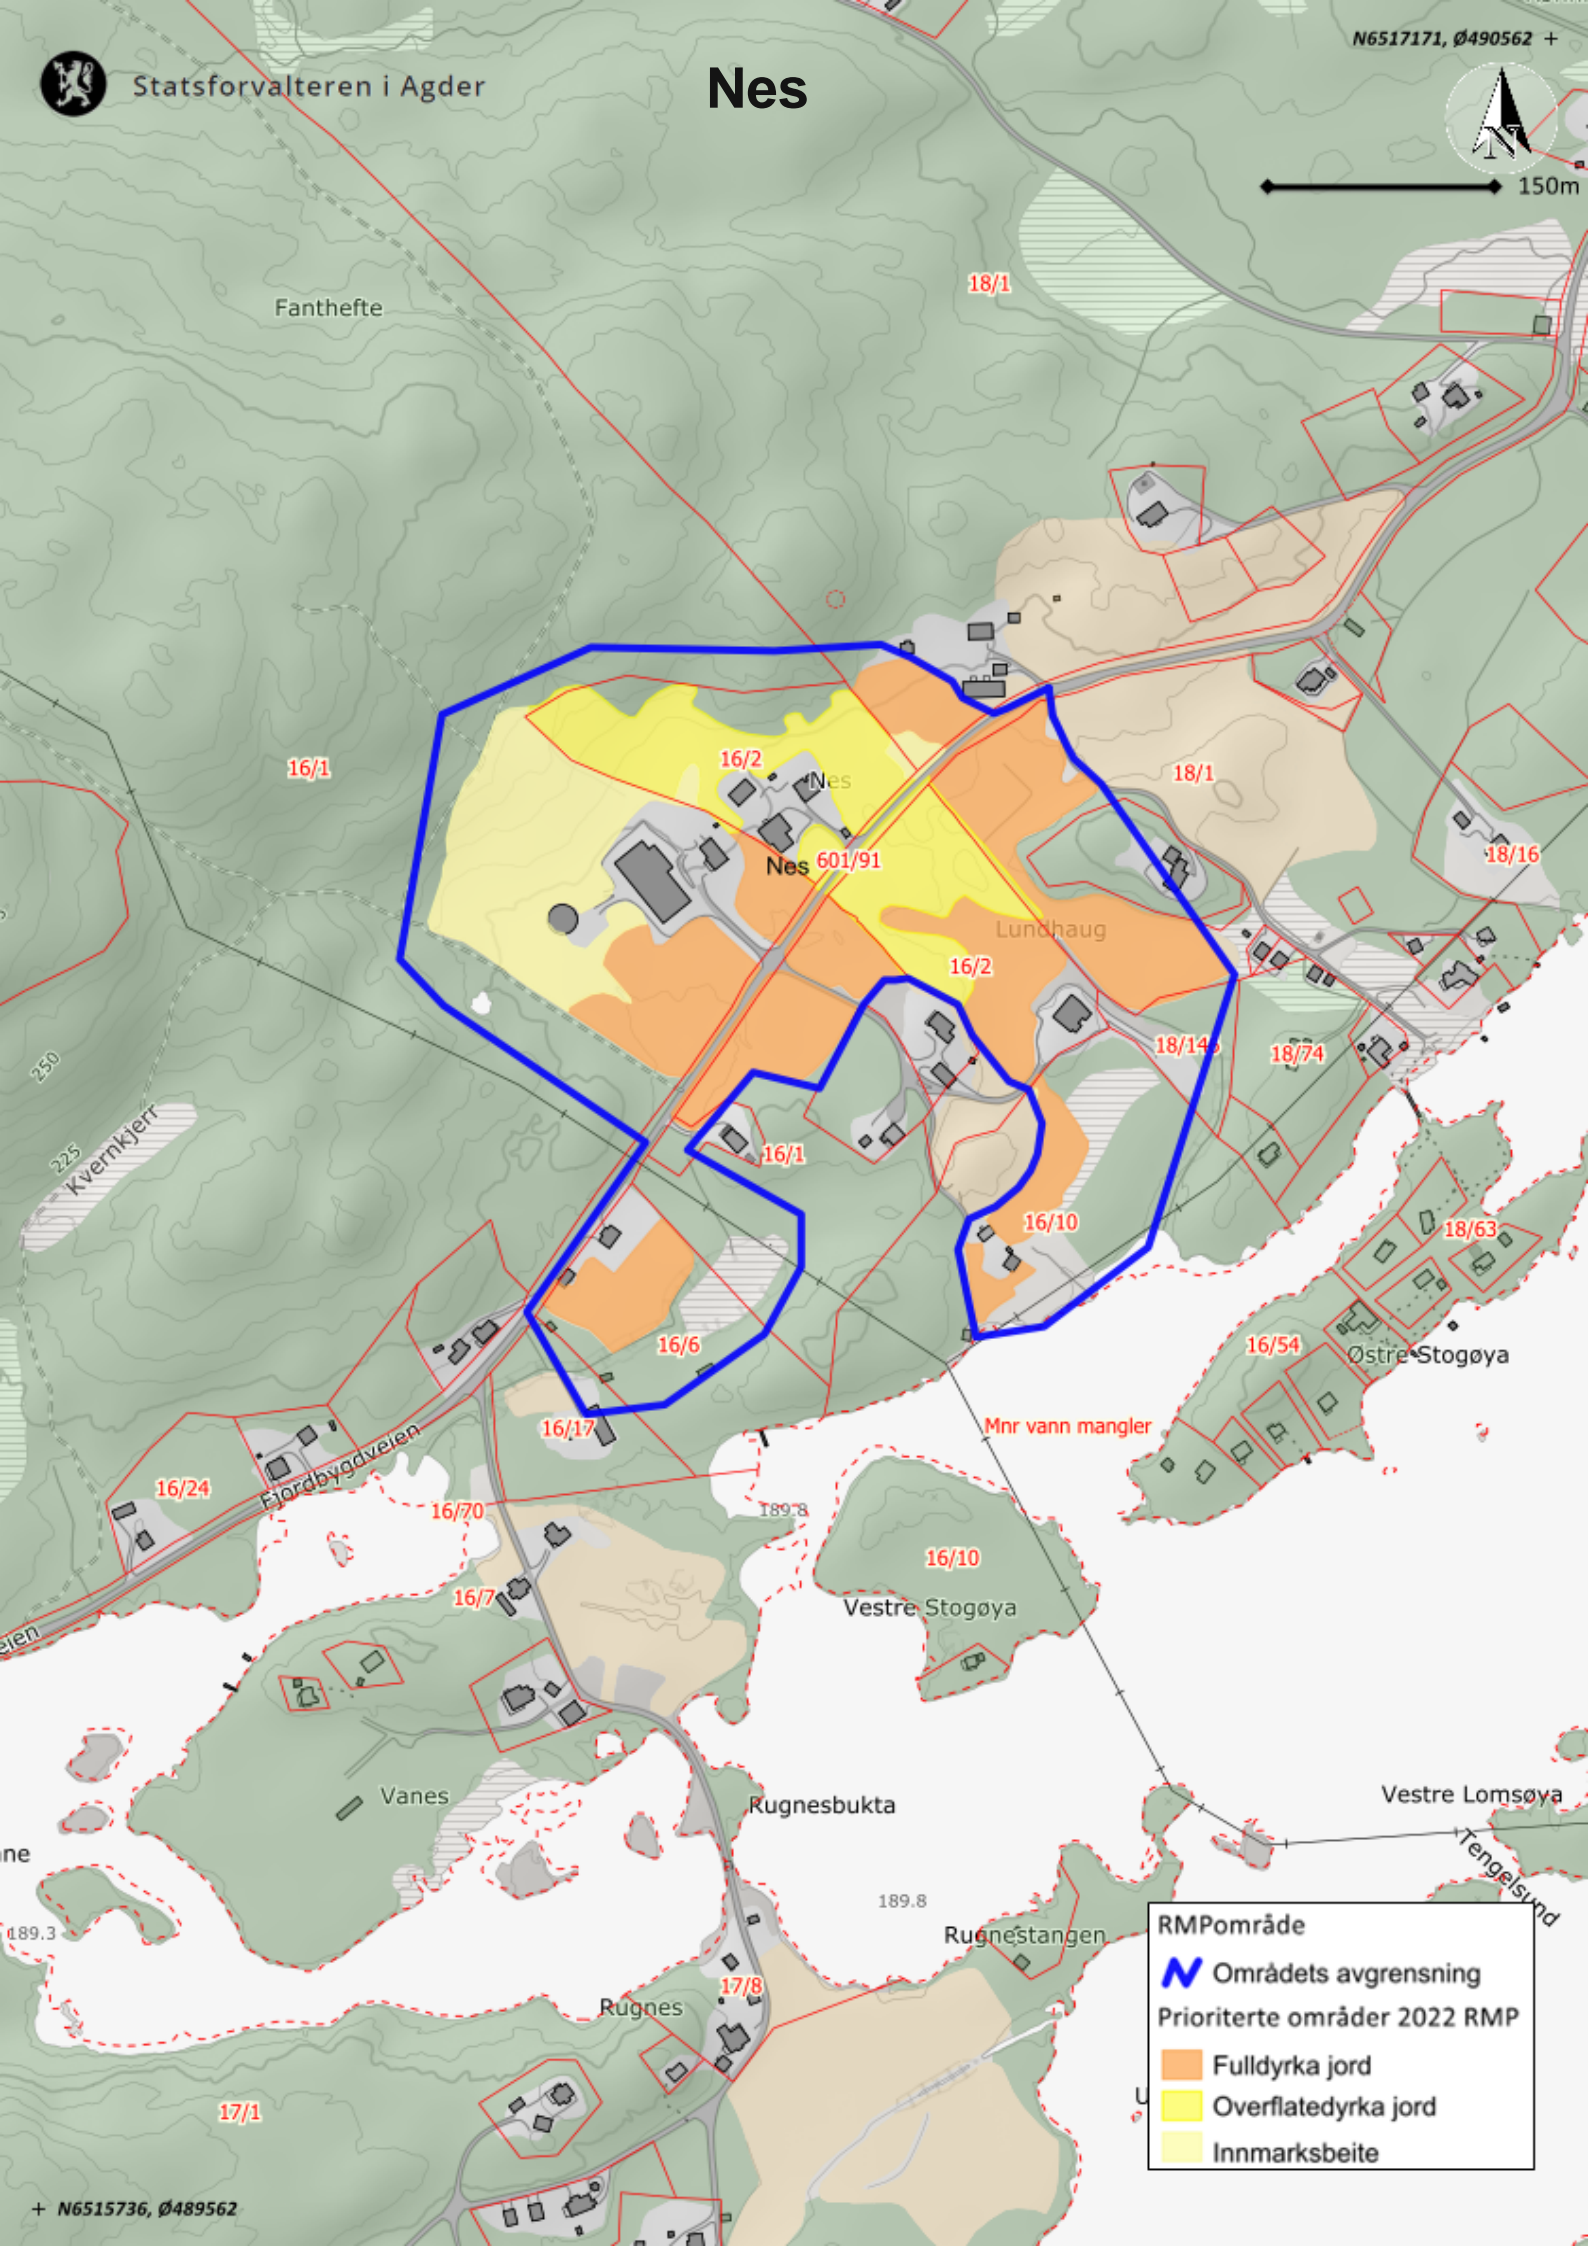 N6517171, Ø490562
Statsforvalteren i Agder
Nes
N
150m
18/1
Fanthefte
16/1
16/2
Nes
18/1
18/16
Nes
601/91
Lundhaug
16/2
18/146
18/74
250
225
Kvernkjerr
16/1
16/10
18/63
16/6
16/54
Østre Stogøya
16/17
Mnr vann mangler
Fjordbygdveien
16/24
16/70
189.8
16/10
16/7
Vestre Stogøya
eien
Vanes
Rugnesbukta
Vestre Lomsøya
Tengelsund
ne
189.3
189.8
Rugnestangen
17/8
Rugnes
17/1
U
RMPområde
Områdets avgrensning
Prioriterte områder 2022 RMP
Fulldyrka jord
Overflatedyrka jord
Innmarksbeite
N6515736, Ø489562